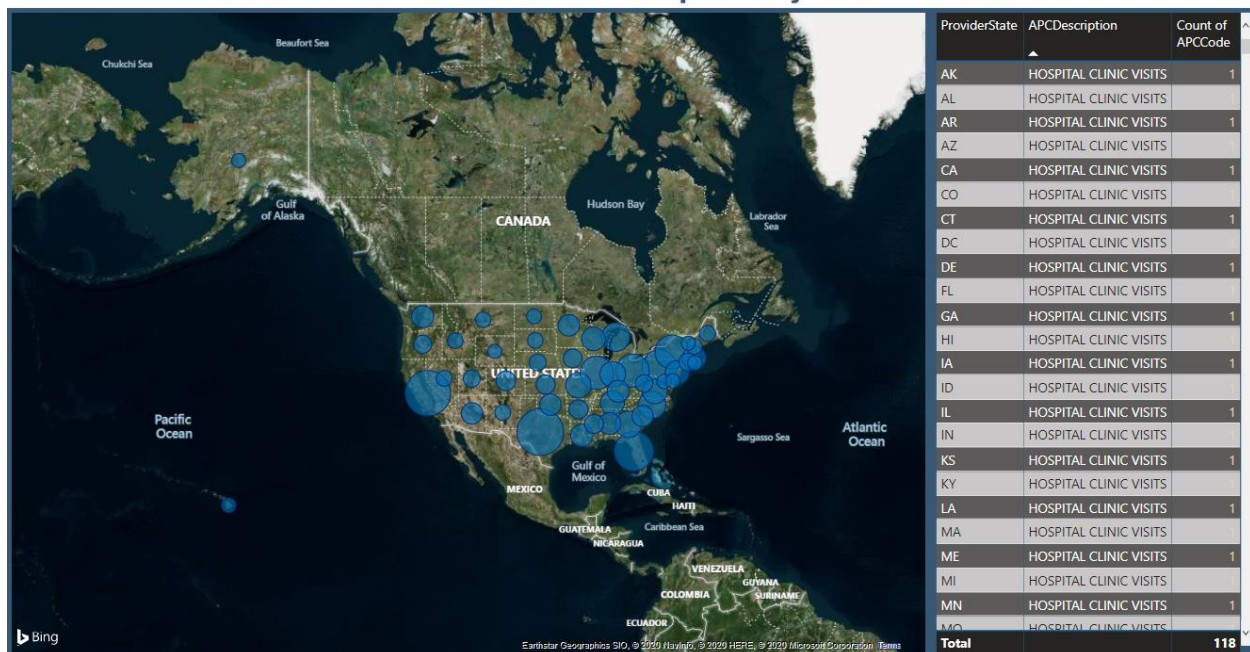 Beaufort Sea
Chukchi Sea
Gulf
of Alaska
CANADA
Hudson Bay
Labrador
Sea
UNITED STATE
Pacific
Ocean
Atlantic
Ocean
Sargasso Sea
Gulf of
Mexico
MEXICO
CUBA
HAITI
GUATEMALA
Caribbean Sea
NICARAGUA
VENEZUELA
GUYANA
COLOMBIA
SURINAME
ECUADOR
Bing
Earthstar Geographics SIO, © 2020 NavInfo, © 2020 HERE, © 2020 Microsoft Corporation Terms
ProviderState APCDescription Count of
APCCode
AK HOSPITAL CLINIC VISITS 1
AL HOSPITAL CLINIC VISITS
AR HOSPITAL CLINIC VISITS 1
AZ HOSPITAL CLINIC VISITS
CA HOSPITAL CLINIC VISITS 1
CO HOSPITAL CLINIC VISITS
CT HOSPITAL CLINIC VISITS 1
DC HOSPITAL CLINIC VISITS
DE HOSPITAL CLINIC VISITS 1
FL HOSPITAL CLINIC VISITS
GA HOSPITAL CLINIC VISITS 1
HI HOSPITAL CLINIC VISITS
IA HOSPITAL CLINIC VISITS 1
ID HOSPITAL CLINIC VISITS
IL HOSPITAL CLINIC VISITS 1
IN HOSPITAL CLINIC VISITS
KS HOSPITAL CLINIC VISITS 1
KY HOSPITAL CLINIC VISITS
LA HOSPITAL CLINIC VISITS 1
MA HOSPITAL CLINIC VISITS
ME HOSPITAL CLINIC VISITS 1
MI HOSPITAL CLINIC VISITS
MN HOSPITAL CLINIC VISITS 1
MO HOSPITAL CLINIC VISITS
Total 118